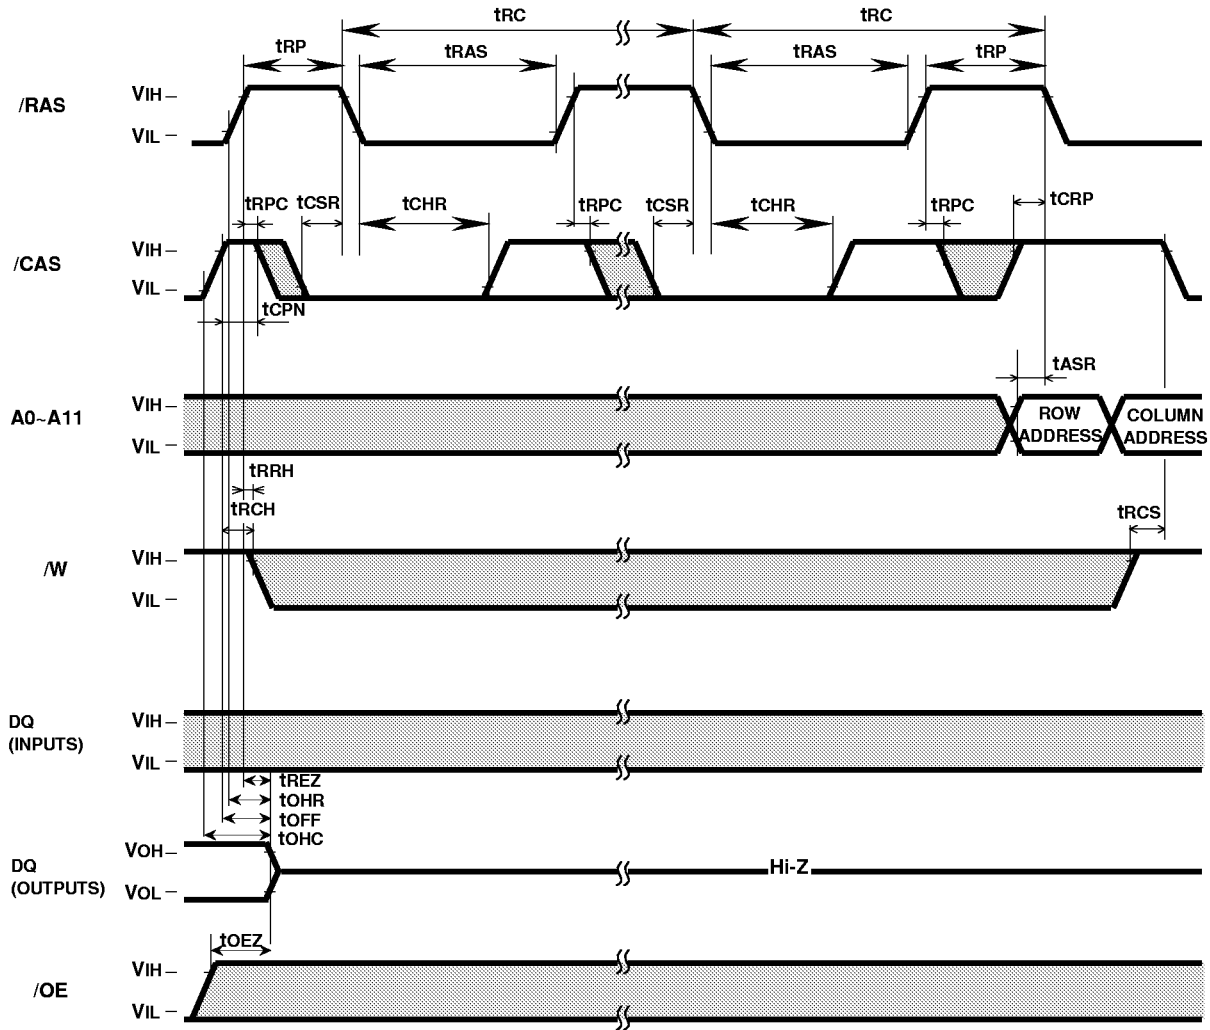 tRC tRC
tRP tRAS tRAS tRP
/RAS VIH
VIL
tRPC tCSR tCHR tRPC tCSR tCHR tRPC tCRP
/CAS VIH
VIL
tCPN
tASR
A0~A11 VIH
VIL
ROW
ADDRESS
COLUMN
ADDRESS
tRRH
tRCH
tRCS
/W VIH
VIL
DQ
(INPUTS)
VIH
VIL
tREZ
tOHR
tOFF
tOHC
DQ
(OUTPUTS)
VOH
VOL
Hi-Z
tOEZ
/OE VIH
VIL